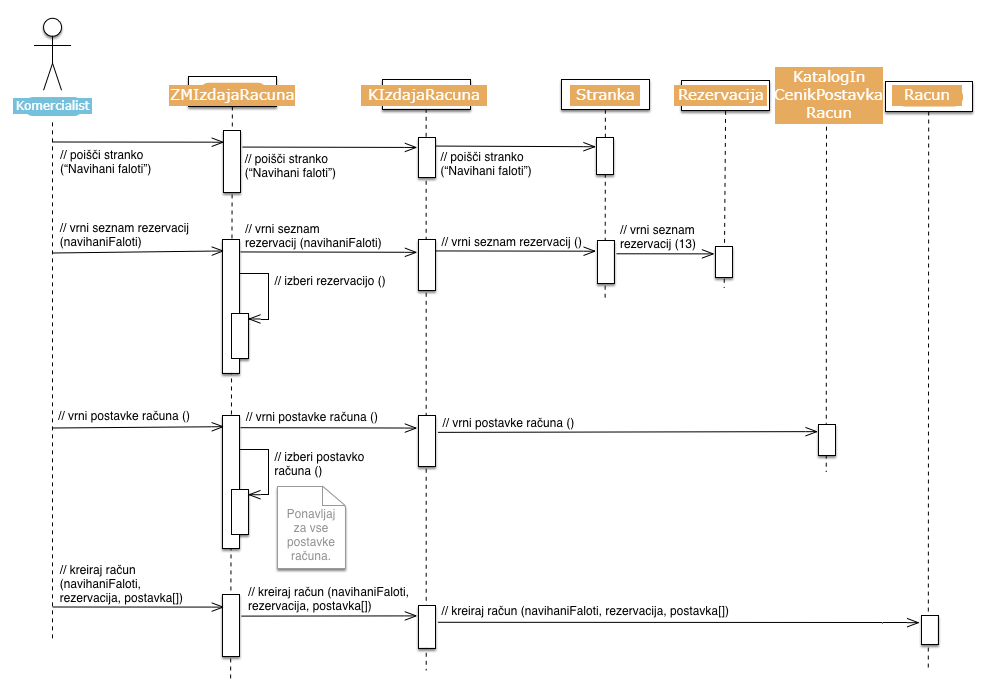 Komercialist
ZMIzdajaRacuna
KIzdajaRacuna
Stranka
Rezervacija
KatalogIn
CenikPostavka
Racun
Racun
// poišči stranko
(“Navihani faloti”)
// poišči stranko
(“Navihani faloti”)
// poišči stranko
(“Navihani faloti”)
// vrni seznam rezervacij
(navihaniFaloti)
// vrni seznam
rezervacij (navihaniFaloti)
// vrni seznam rezervacij ()
// vrni seznam
rezervacij (13)
// izberi rezervacijo ()
// vrni postavke računa ()
// vrni postavke računa ()
// vrni postavke računa ()
// izberi postavko
računa ()
Ponavljaj
za vse
postavke
računa.
// kreiraj račun
(navihaniFaloti,
rezervacija, postavka[])
// kreiraj račun (navihaniFaloti,
rezervacija, postavka[])
// kreiraj račun (navihaniFaloti, rezervacija, postavka[])